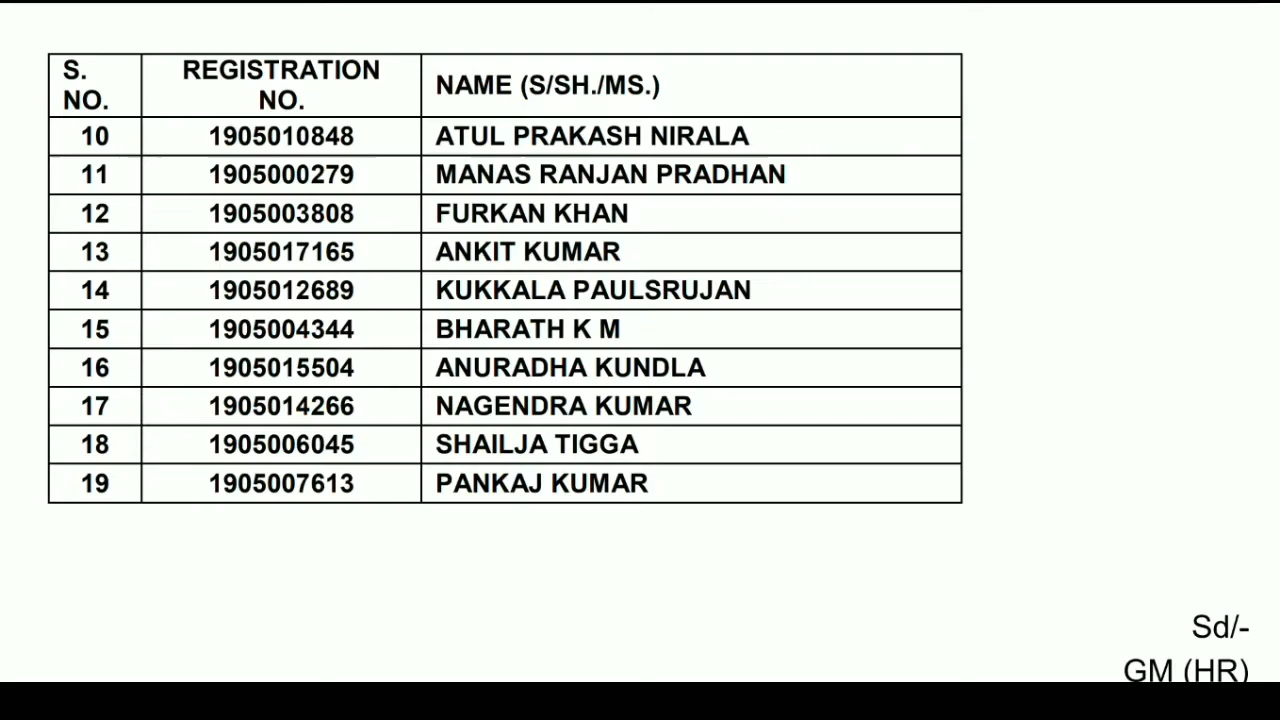 S. NO. REGISTRATION NO. NAME (S/SH./MS.)
10 1905010848 ATUL PRAKASH NIRALA
11 1905000279 MANAS RANJAN PRADHAN
12 1905003808 FURKAN KHAN
13 1905017165 ANKIT KUMAR
14 1905012689 KUKKALA PAULSRUJAN
15 1905004344 BHARATH K M
16 1905015504 ANURADHA KUNDLA
17 1905014266 NAGENDRA KUMAR
18 1905006045 SHAILJA TIGGA
19 1905007613 PANKAJ KUMAR
Sd/-
GM (HR)